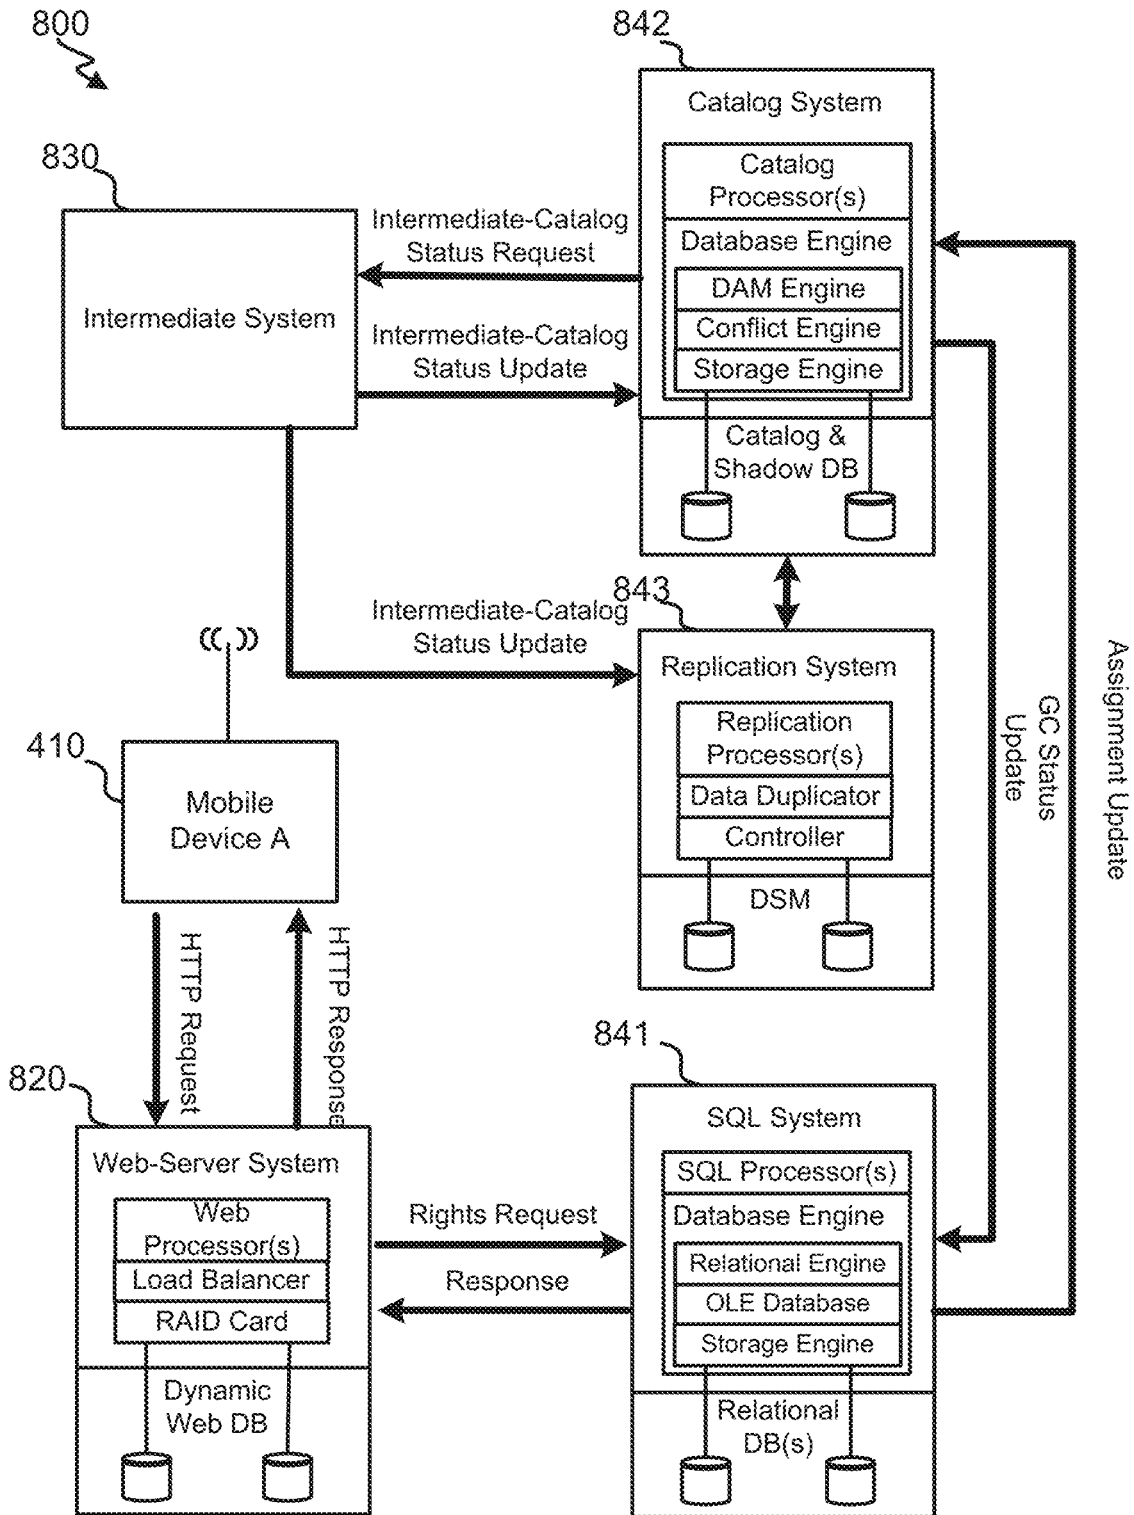 800
842
Catalog System
830
Catalog
Processor(s)
Intermediate-Catalog
Status Request
Database Engine
DAM Engine
Intermediate System
Conflict Engine
Intermediate-Catalog
Status Update
Storage Engine
Catalog &
Shadow DB
843
Intermediate-Catalog
Status Update
Replication System
Replication
Processor(s)
Data Duplicator
Controller
DSM
GC Status
Update
Assignment Update
410
Mobile
Device A
HTTP Request
HTTP Response
820
Web-Server System
Web
Processor(s)
Load Balancer
RAID Card
Dynamic
Web DB
Rights Request
Response
841
SQL System
SQL Processor(s)
Database Engine
Relational Engine
OLE Database
Storage Engine
Relational
DB(s)